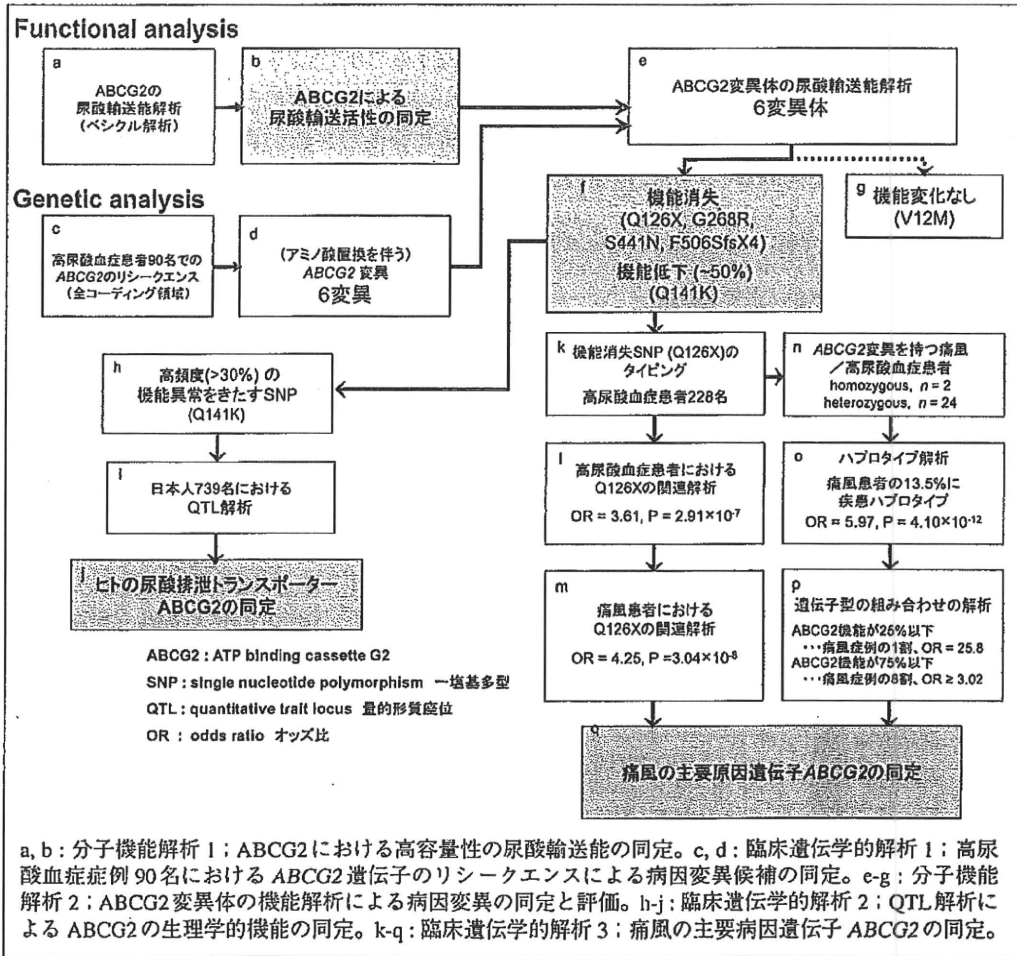 Functional analysis
a
ABCG2の
尿酸輸送能解析
(ベシクル解析)
b
ABCG2による
尿酸輸送活性の同定
e
ABCG2変異体の尿酸輸送能解析
6変異体
Genetic analysis
c
高尿酸血症患者90名での
ABCG2のリシークエンス
(全コーディング領域)
d
(アミノ酸置換を伴う)
ABCG2 変異
6変異
f
機能消失
(Q126X, G268R,
S441N, F506SfsX4)
機能低下 (~50%)
(Q141K)
g
機能変化なし
(V12M)
h
高頻度(>30%) の
機能異常をきたすSNP
(Q141K)
i
日本人739名における
QTL解析
j
ヒトの尿酸排泄トランスポーター
ABCG2の同定
k
機能消失SNP (Q126X)の
タイピング
高尿酸血症患者228名
l
高尿酸血症患者における
Q126Xの関連解析
OR = 3.61, P = 2.91×10⁻⁷
m
痛風患者における
Q126Xの関連解析
OR = 4.25, P =3.04×10⁻⁸
n
ABCG2変異を持つ痛風
／高尿酸血症患者
homozygous, n = 2
heterozygous, n = 24
o
ハプロタイプ解析
痛風患者の13.5%に
疾患ハプロタイプ
OR = 5.97, P = 4.10×10⁻¹²
p
遺伝子型の組み合わせの解析
ABCG2機能が25%以下
･･･痛風症例の1割、OR = 25.8
ABCG2機能が75%以下
･･･痛風症例の8割、OR ≥ 3.02
q
痛風の主要原因遺伝子ABCG2の同定
ABCG2 : ATP binding cassette G2
SNP : single nucleotide polymorphism 一塩基多型
QTL : quantitative trait locus 量的形質座位
OR : odds ratio オッズ比
a, b : 分子機能解析 1 ; ABCG2における高容量性の尿酸輸送能の同定。c, d : 臨床遺伝学的解析 1 ; 高尿
酸血症症例 90名における ABCG2 遺伝子のリシークエンスによる病因変異候補の同定。e-g : 分子機能
解析 2 ; ABCG2変異体の機能解析による病因変異の同定と評価。h-j : 臨床遺伝学的解析 2 ; QTL解析に
よる ABCG2の生理学的機能の同定。k-q : 臨床遺伝学的解析 3 ; 痛風の主要病因遺伝子 ABCG2の同定。